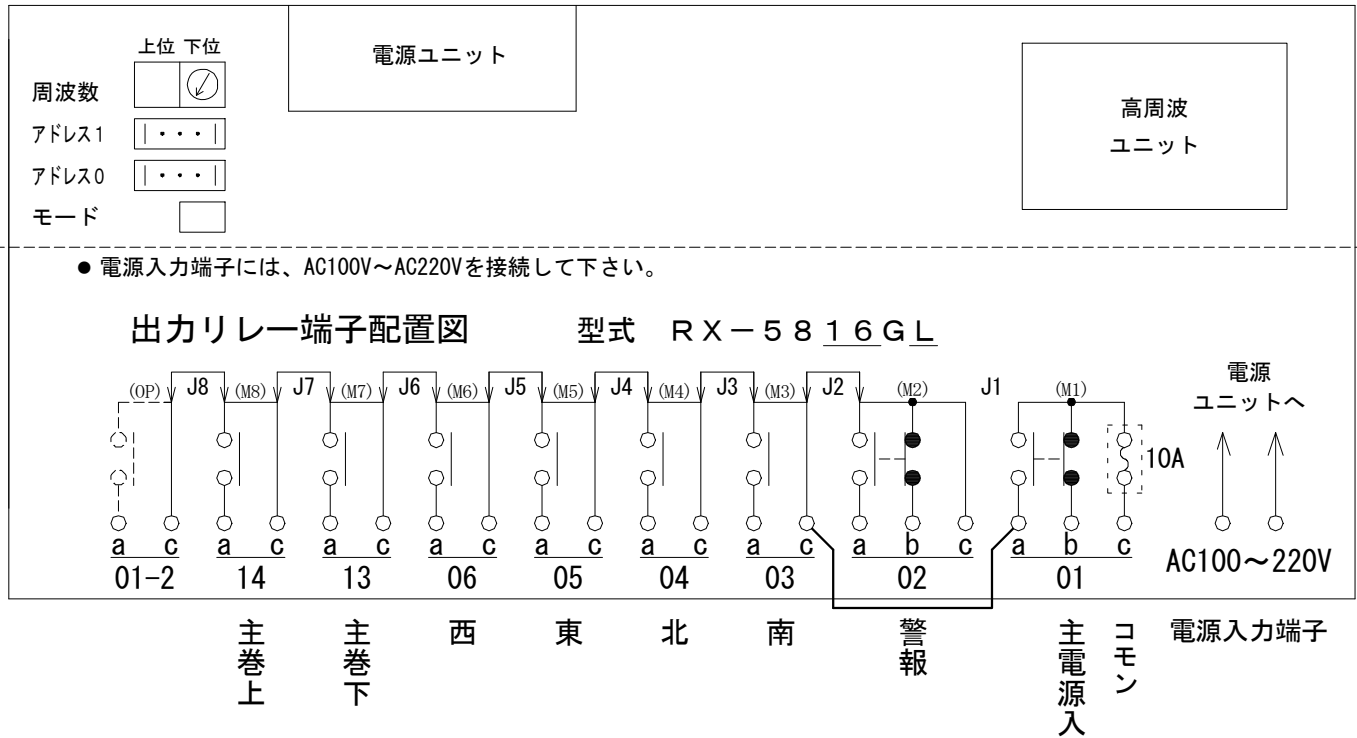 上位 下位
周波数
アドレス1
アドレス0
モード
電源ユニット
高周波
ユニット
● 電源入力端子には、AC100V～AC220Vを接続して下さい。
出力リレー端子配置図 型式 RX－5816GL
(OP) J8 (M8) J7 (M7) J6 (M6) J5 (M5) J4 (M4) J3 (M3) J2 (M2) J1 (M1)
電源
ユニットへ
10A
a c a c a c a c a c a c a c a b c a b c
01-2 14 13 06 05 04 03 02 01
AC100～220V
主巻上
主巻下
西
東
北
南
警報
主電源入
コモン
電源入力端子